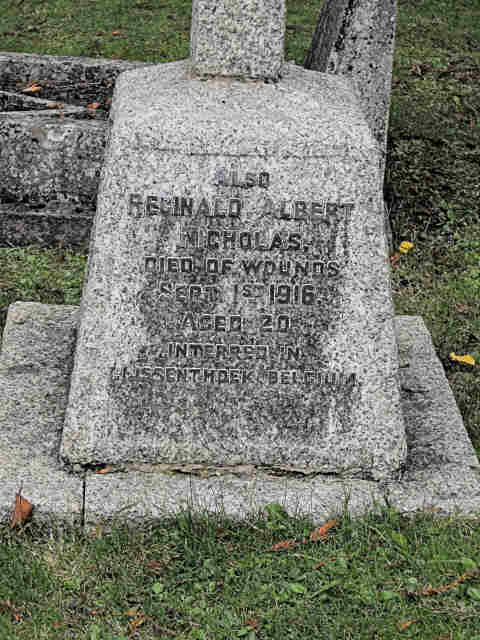 ALSO
REGINALD ALBERT
NICHOLAS.
DIED OF WOUNDS
SEPT 1ST 1916
AGED 20
INTERRED IN
LIJSSENTHOEK, BELGIUM.